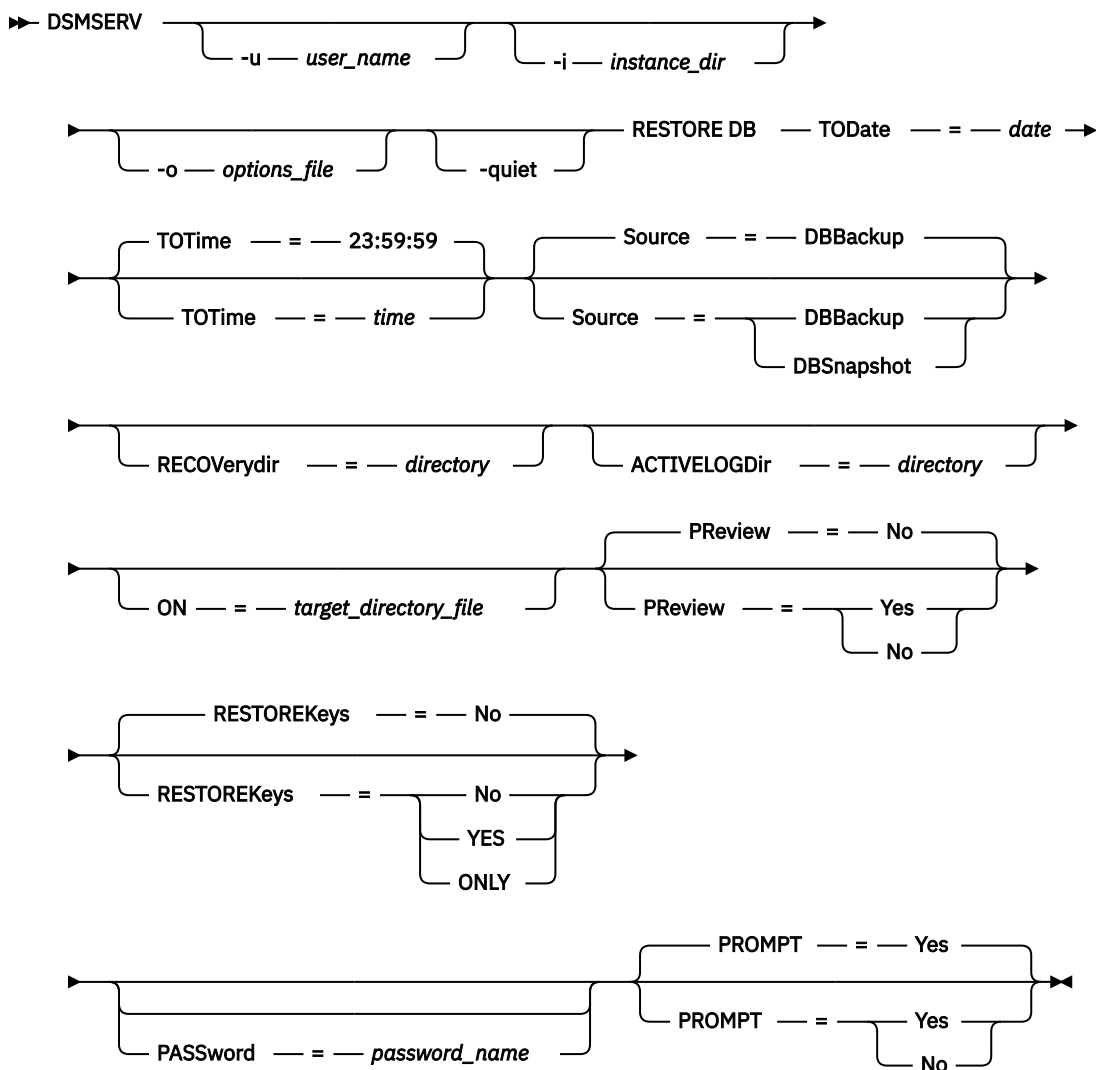 DSMSERV
-u user_name
-i instance_dir
-o options_file
-quiet
RESTORE DB TODate = date
TOTime = 23:59:59
TOTime = time
Source = DBBackup
Source = DBBackup
DBSnapshot
RECOVerydir = directory
ACTIVELOGDir = directory
ON = target_directory_file
PReview = No
PReview = Yes
No
RESTOREKeys = No
RESTOREKeys = No
YES
ONLY
PASSword = password_name
PROMPT = Yes
PROMPT = Yes
No